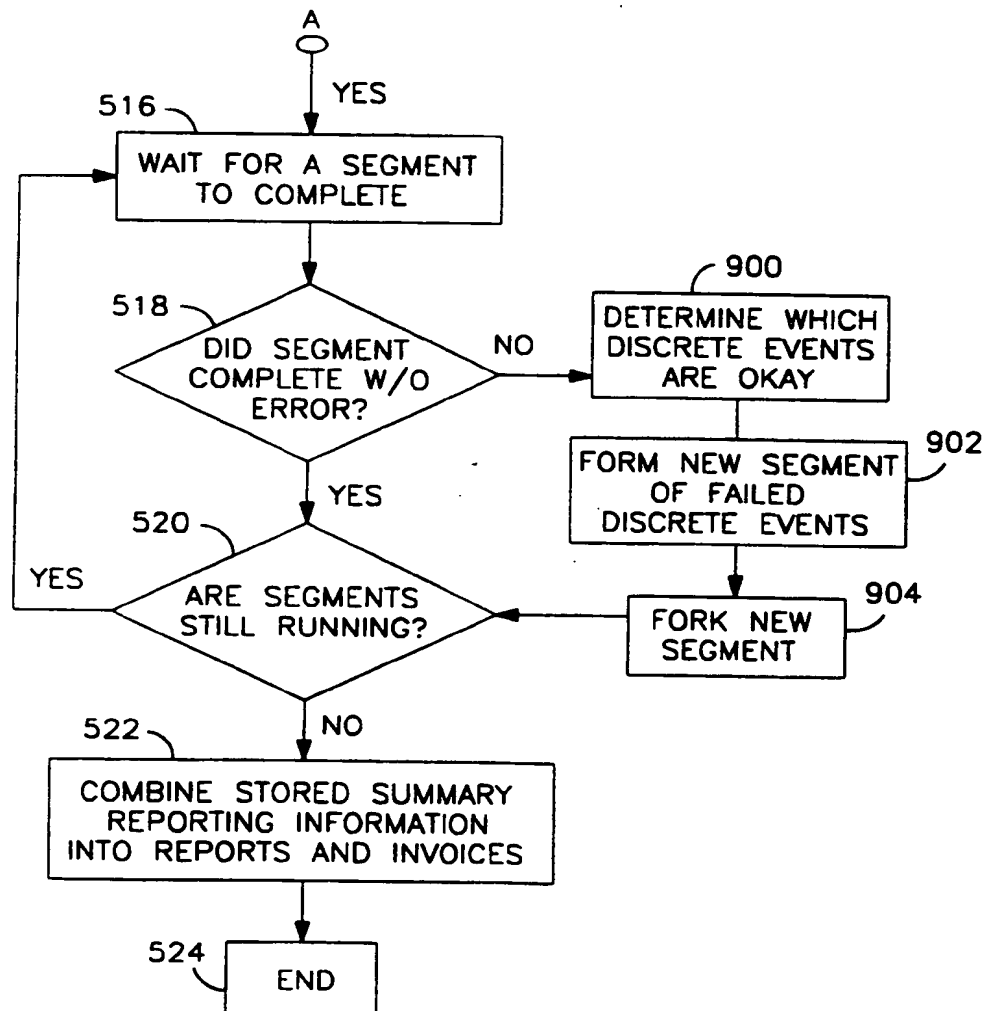 A
YES
516
WAIT FOR A SEGMENT
TO COMPLETE
518
DID SEGMENT
COMPLETE W/O
ERROR?
NO
900
DETERMINE WHICH
DISCRETE EVENTS
ARE OKAY
902
FORM NEW SEGMENT
OF FAILED
DISCRETE EVENTS
YES
520
YES
ARE SEGMENTS
STILL RUNNING?
904
FORK NEW
SEGMENT
NO
522
COMBINE STORED SUMMARY
REPORTING INFORMATION
INTO REPORTS AND INVOICES
524
END